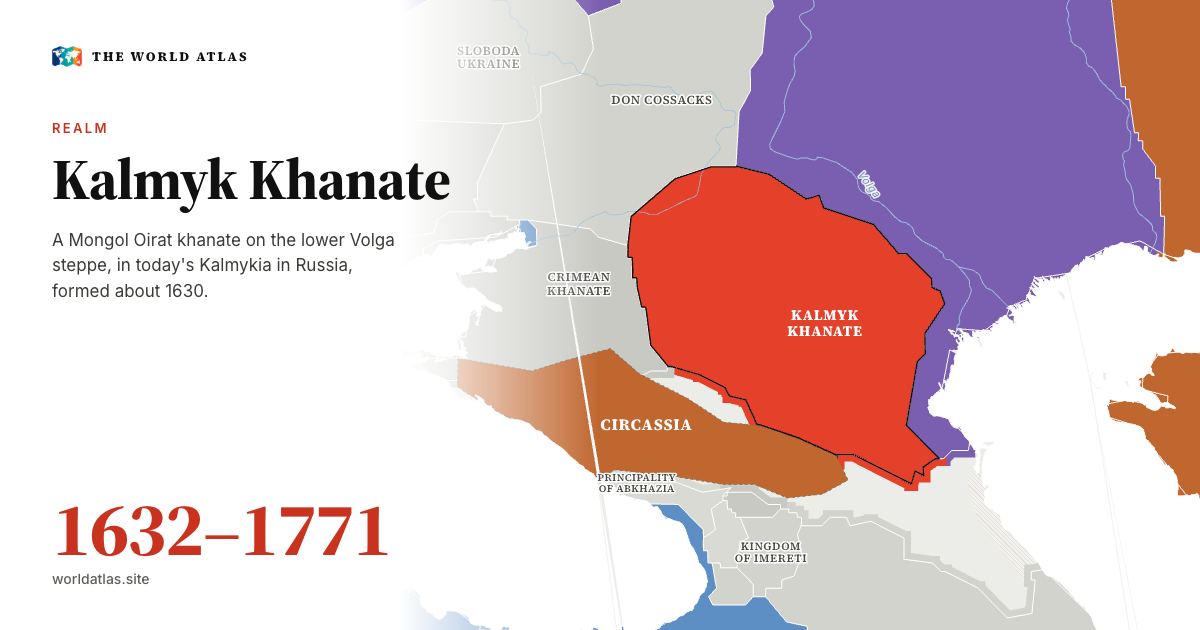 THE WORLD ATLAS
REALM
Kalmyk Khanate
A Mongol Oirat khanate on the lower Volga
steppe, in today's Kalmykia in Russia,
formed about 1630.
1632–1771
worldatlas.site
SLOBODA
UKRAINE
DON COSSACKS
Volga
CRIMEAN
KHANATE
KALMYK
KHANATE
CIRCASSIA
PRINCIPALITY
OF ABKHAZIA
KINGDOM
OF IMERETI